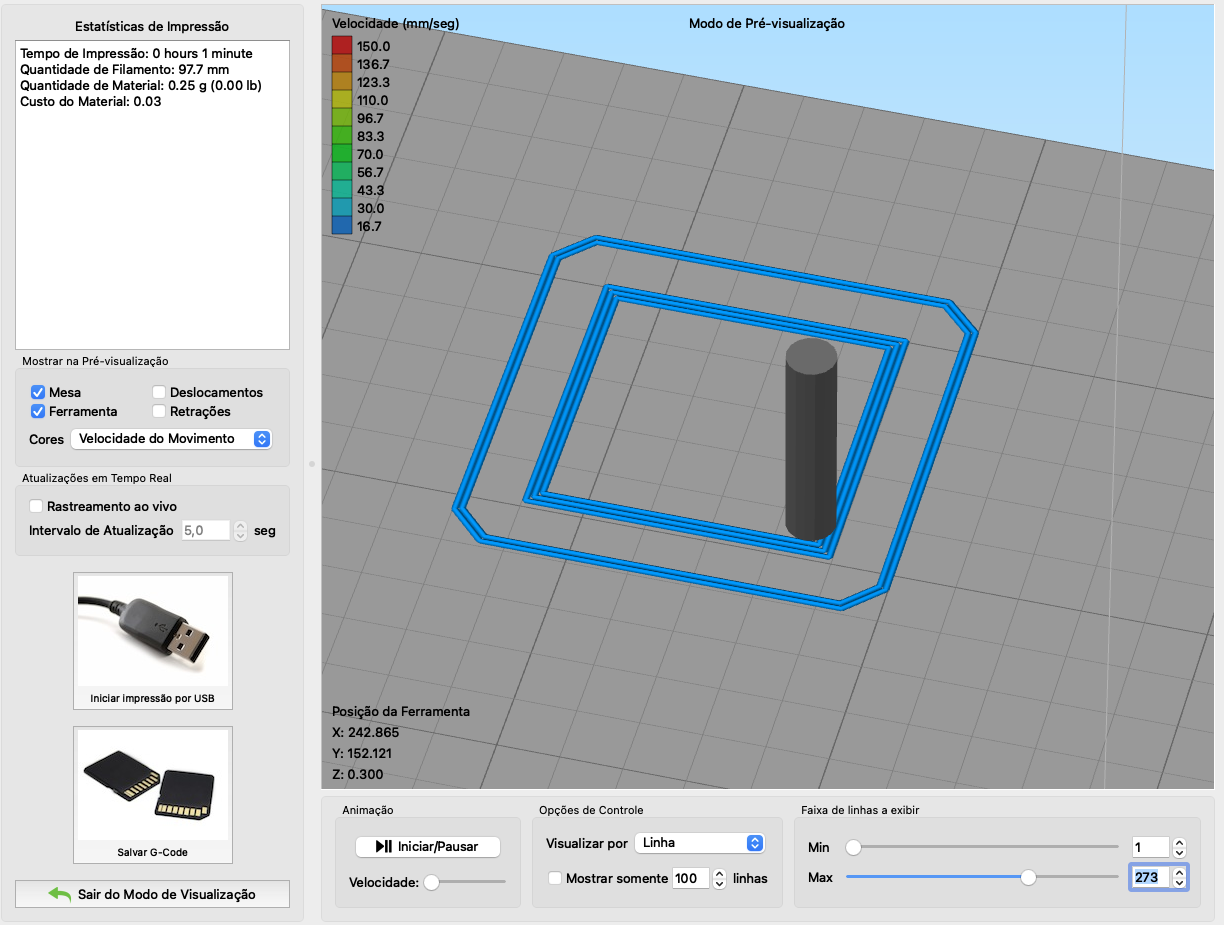 Estatísticas de Impressão
Tempo de Impressão: 0 hours 1 minute
Quantidade de Filamento: 97.7 mm
Quantidade de Material: 0.25 g (0.00 lb)
Custo do Material: 0.03
Mostrar na Pré-visualização
Mesa
Deslocamentos
Ferramenta
Retrações
Cores
Velocidade do Movimento
Atualizações em Tempo Real
Rastreamento ao vivo
Intervalo de Atualização 5,0 seg
Iniciar impressão por USB
Salvar G-Code
Sair do Modo de Visualização
Velocidade (mm/seg)
Modo de Pré-visualização
150.0
136.7
123.3
110.0
96.7
83.3
70.0
56.7
43.3
30.0
16.7
Posição da Ferramenta
X: 242.865
Y: 152.121
Z: 0.300
Animação
Iniciar/Pausar
Velocidade:
Opções de Controle
Visualizar por Linha
Mostrar somente 100 linhas
Faixa de linhas a exibir
Min 1
Max 273